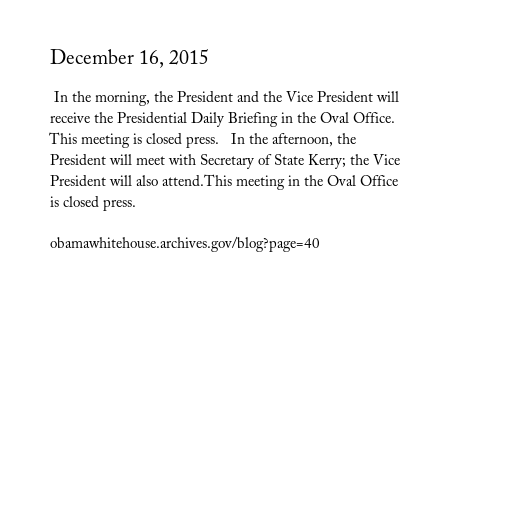 December 16, 2015
In the morning, the President and the Vice President will
receive the Presidential Daily Briefing in the Oval Office.
This meeting is closed press.   In the afternoon, the
President will meet with Secretary of State Kerry; the Vice
President will also attend.This meeting in the Oval Office
is closed press.
obamawhitehouse.archives.gov/blog?page=40